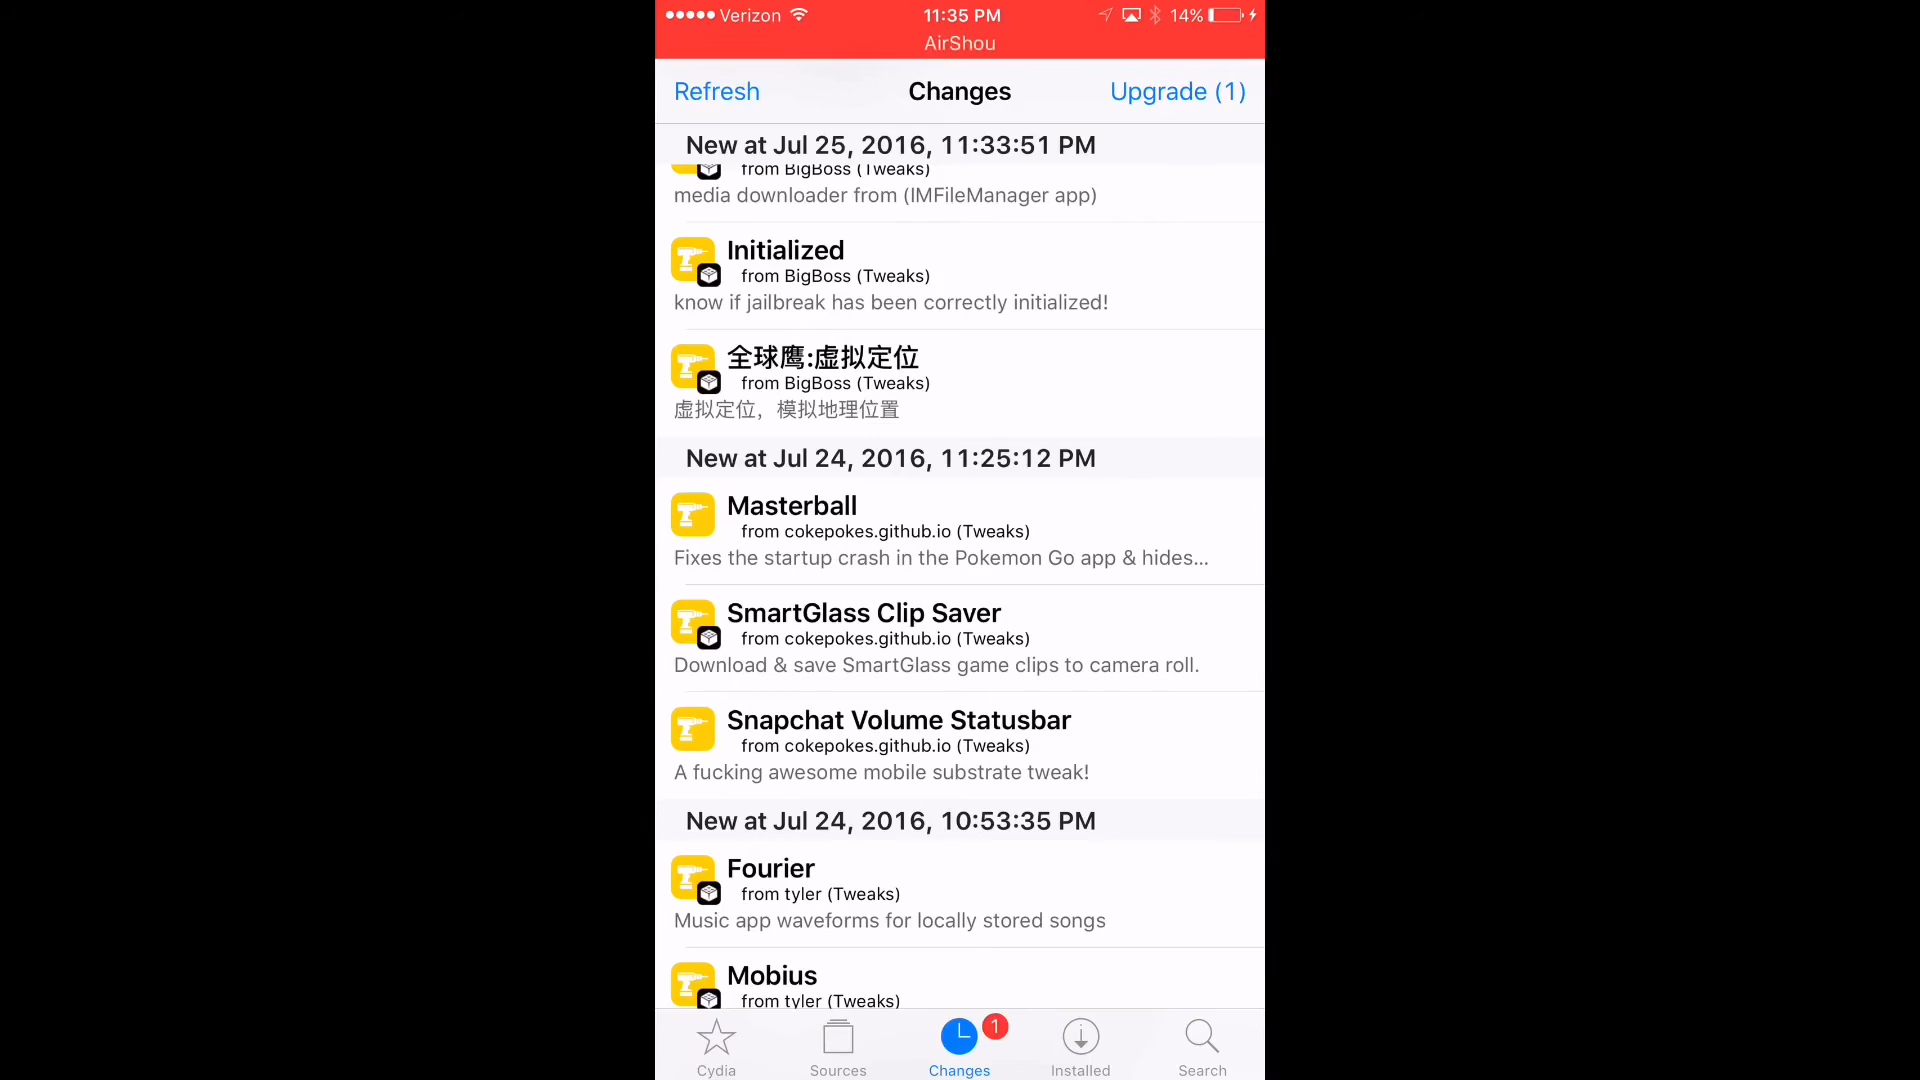 Verizon 11:35 PM 14%
AirShou
Refresh Changes Upgrade (1)
New at Jul 25, 2016, 11:33:51 PM
from BigBoss (Tweaks)
media downloader from (IMFileManager app)
Initialized
from BigBoss (Tweaks)
know if jailbreak has been correctly initialized!
全球鹰:虚拟定位
from BigBoss (Tweaks)
虚拟定位，模拟地理位置
New at Jul 24, 2016, 11:25:12 PM
Masterball
from cokepokes.github.io (Tweaks)
Fixes the startup crash in the Pokemon Go app & hides...
SmartGlass Clip Saver
from cokepokes.github.io (Tweaks)
Download & save SmartGlass game clips to camera roll.
Snapchat Volume Statusbar
from cokepokes.github.io (Tweaks)
A fucking awesome mobile substrate tweak!
New at Jul 24, 2016, 10:53:35 PM
Fourier
from tyler (Tweaks)
Music app waveforms for locally stored songs
Mobius
from tyler (Tweaks)
1
Cydia Sources Changes Installed Search